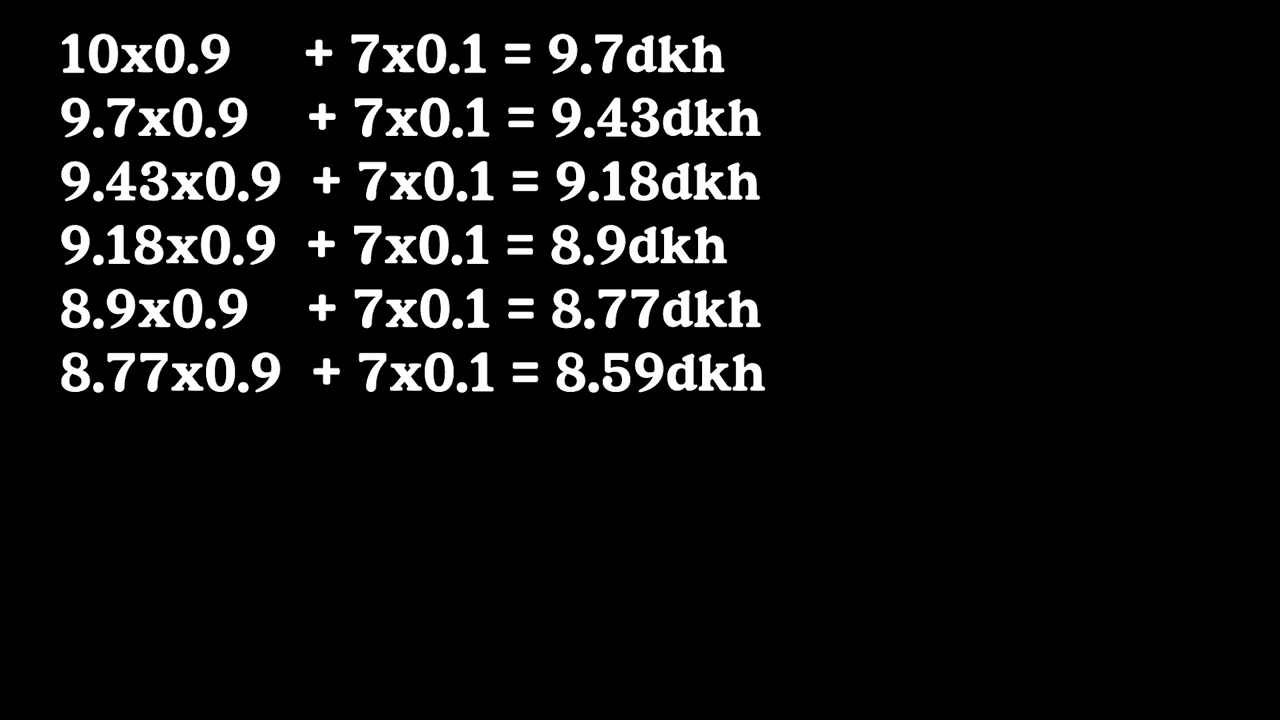 10x0.9 + 7x0.1 = 9.7dkh
9.7x0.9 + 7x0.1 = 9.43dkh
9.43x0.9 + 7x0.1 = 9.18dkh
9.18x0.9 + 7x0.1 = 8.9dkh
8.9x0.9 + 7x0.1 = 8.77dkh
8.77x0.9 + 7x0.1 = 8.59dkh